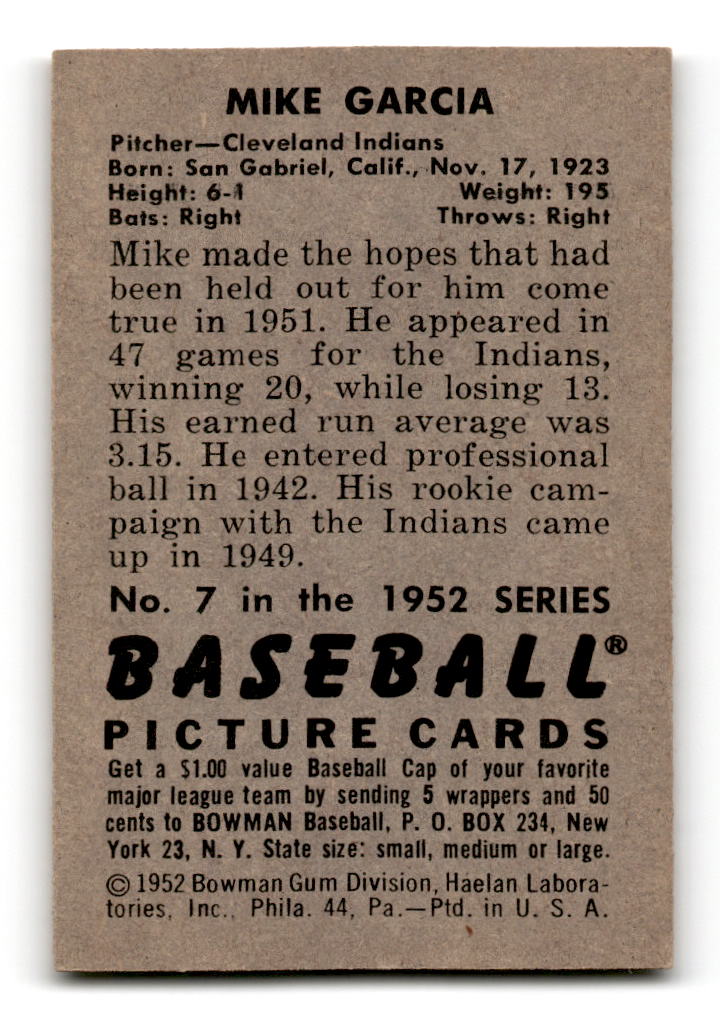 MIKE GARCIA
Pitcher—Cleveland Indians
Born: San Gabriel, Calif., Nov. 17, 1923
Height: 6-1 Weight: 195
Bats: Right Throws: Right
Mike made the hopes that had
been held out for him come
true in 1951. He appeared in
47 games for the Indians,
winning 20, while losing 13.
His earned run average was
3.15. He entered professional
ball in 1942. His rookie cam-
paign with the Indians came
up in 1949.
No. 7 in the 1952 SERIES
BASEBALL®
PICTURE CARDS
Get a $1.00 value Baseball Cap of your favorite
major league team by sending 5 wrappers and 50
cents to BOWMAN Baseball, P. O. BOX 234, New
York 23, N. Y. State size: small, medium or large.
© 1952 Bowman Gum Division, Haelan Labora-
tories, Inc., Phila. 44, Pa.—Ptd. in U. S. A.